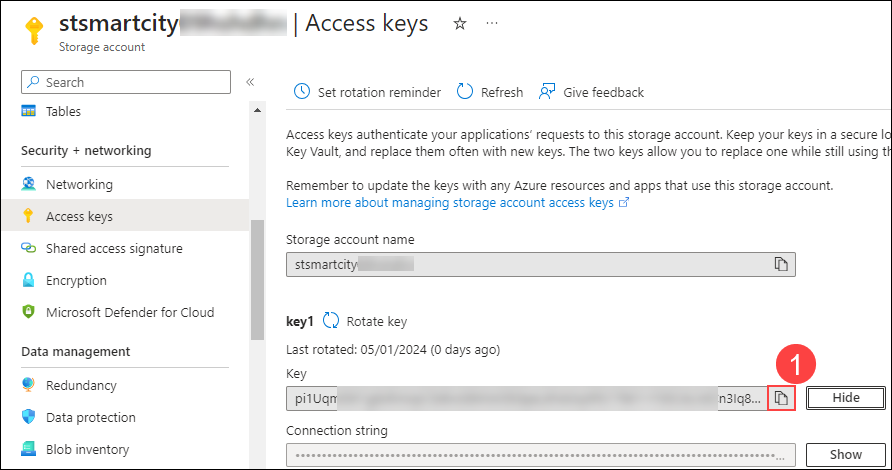 stsmartcity | Access keys
Storage account
Search
Tables
Security + networking
Networking
Access keys
Shared access signature
Encryption
Microsoft Defender for Cloud
Data management
Redundancy
Data protection
Blob inventory
Set rotation reminder
Refresh
Give feedback
Access keys authenticate your applications' requests to this storage account. Keep your keys in a secure lo
Key Vault, and replace them often with new keys. The two keys allow you to replace one while still using th
Remember to update the keys with any Azure resources and apps that use this storage account.
Learn more about managing storage account access keys
Storage account name
stsmartcity
key1
Rotate key
Last rotated: 05/01/2024 (0 days ago)
1
Key
pi1Uqm n3Iq8...
Hide
Connection string
Show